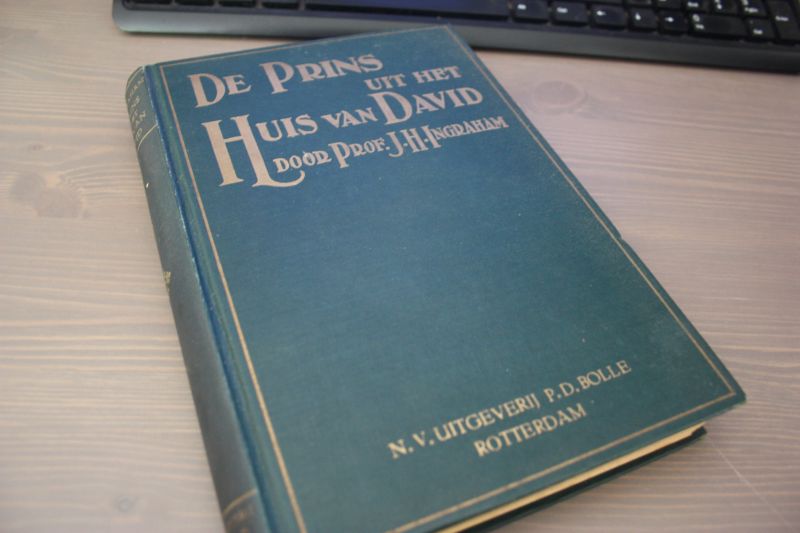 DE PRINS
UIT HET
HUIS VAN DAVID
DOOR PROF. J.H. INGRAHAM
N.V. UITGEVERIJ P.D. BOLLE
ROTTERDAM